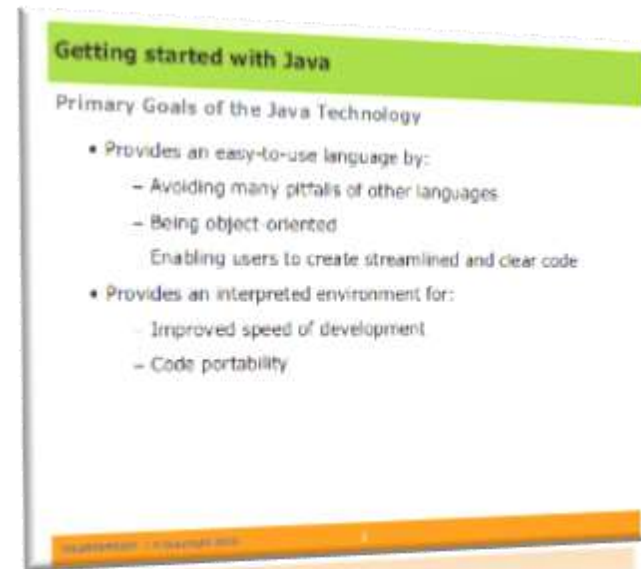 Getting started with Java
Primary Goals of the Java Technology
• Provides an easy-to-use language by:
– Avoiding many pitfalls of other languages
– Being object-oriented
Enabling users to create streamlined and clear code
• Provides an interpreted environment for:
– Improved speed of development
– Code portability